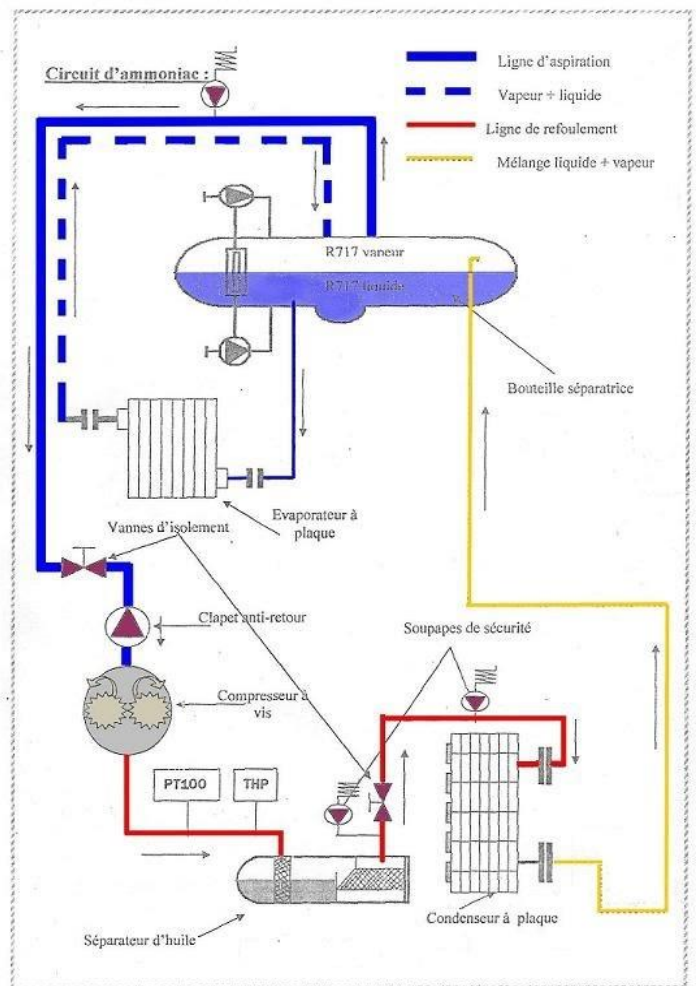 Circuit d'ammoniac :
Ligne d'aspiration
Vapeur + liquide
Ligne de refoulement
Mélange liquide + vapeur
R717 vapeur
R717 liquide
Bouteille séparatrice
Evaporateur à
plaque
Vannes d'isolement
Clapet anti-retour
Soupapes de sécurité
Compresseur à
vis
PT100
THP
Condenseur à plaque
Séparateur d'huile